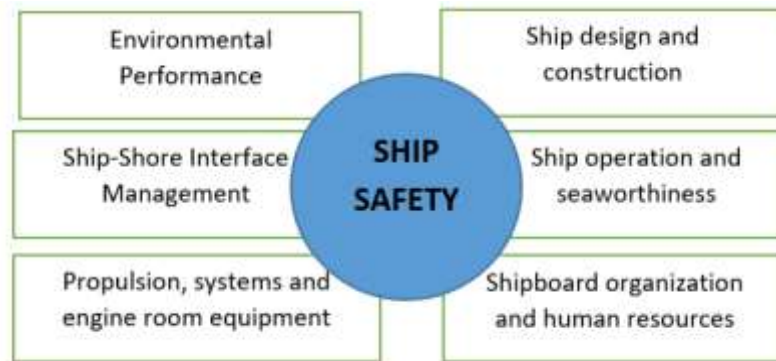 Environmental
Performance
Ship design and
construction
Ship-Shore Interface
Management
SHIP
SAFETY
Ship operation and
seaworthiness
Propulsion, systems and
engine room equipment
Shipboard organization
and human resources